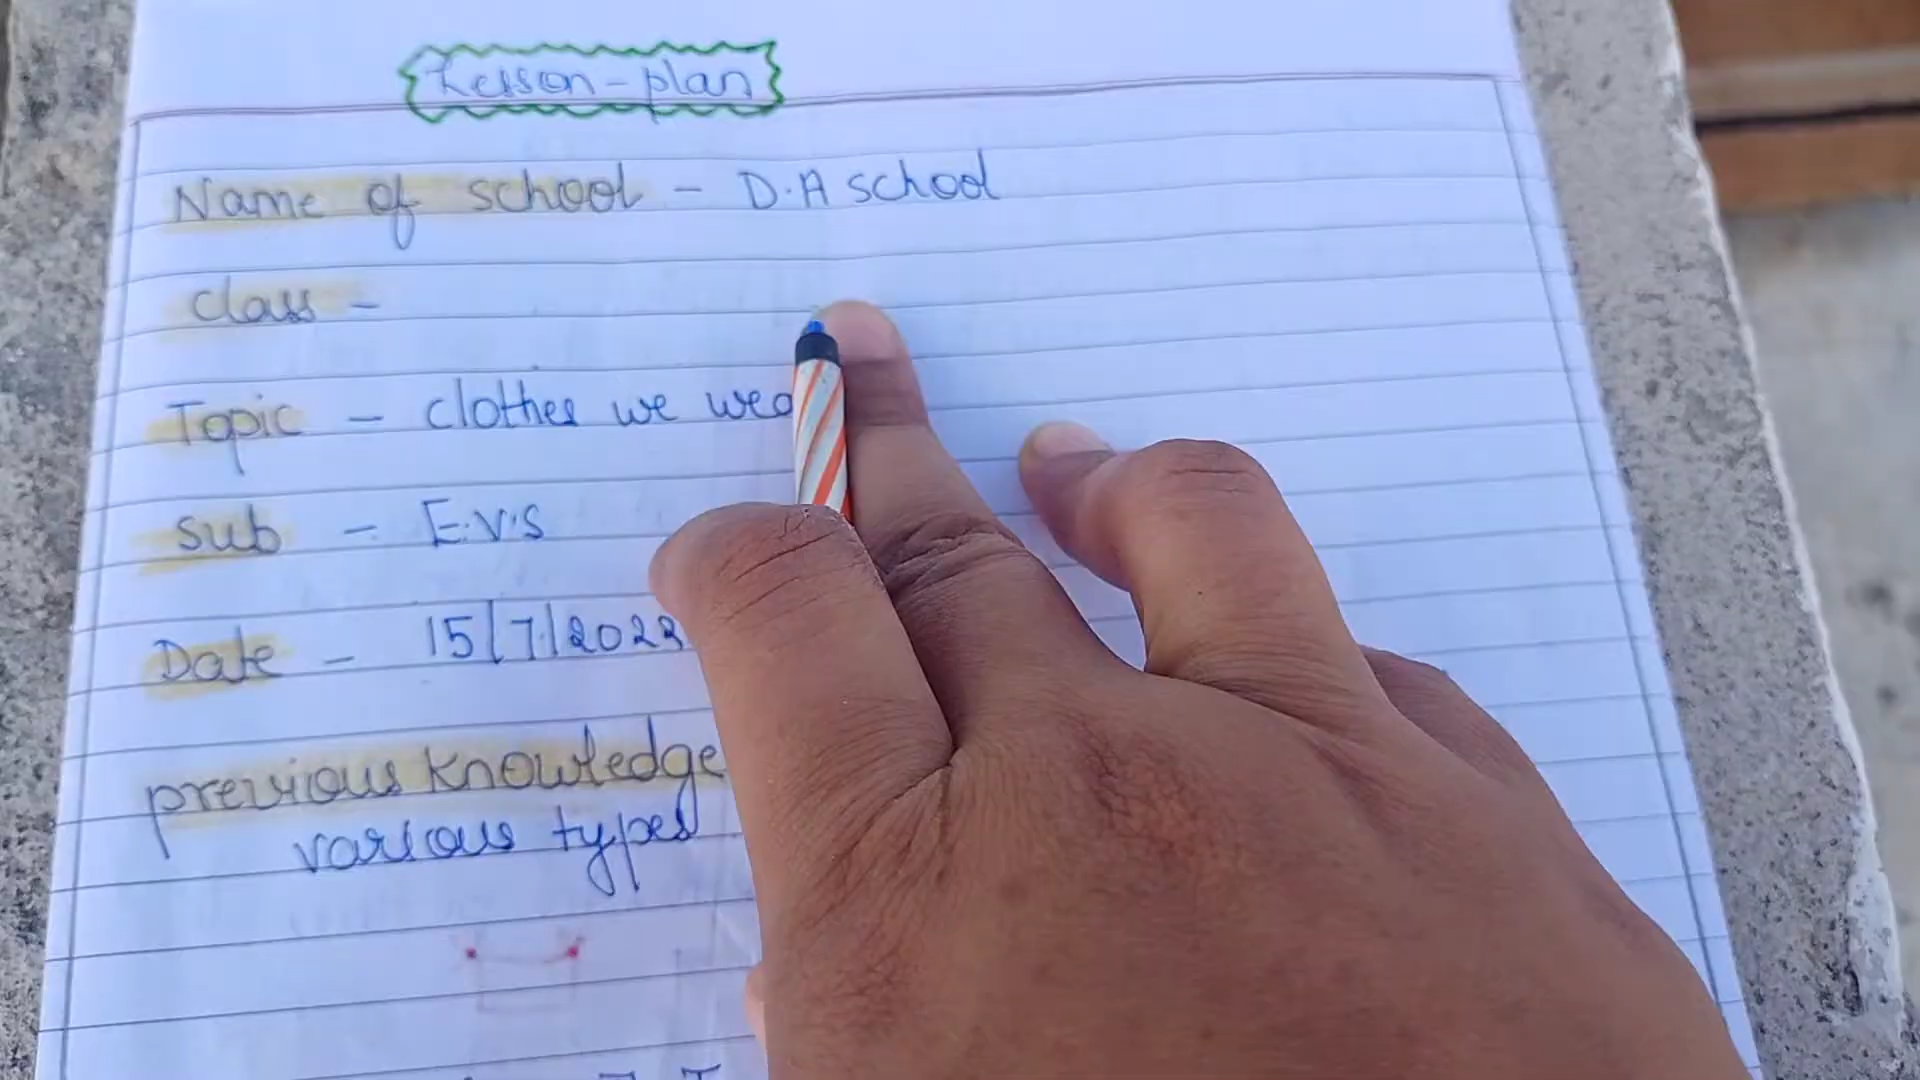 Lesson-plan
Name of school - D.A school
class -
Topic - clothes we wea
Sub - E.V.S
Date - 15/7/2023
previous knowledge
various types